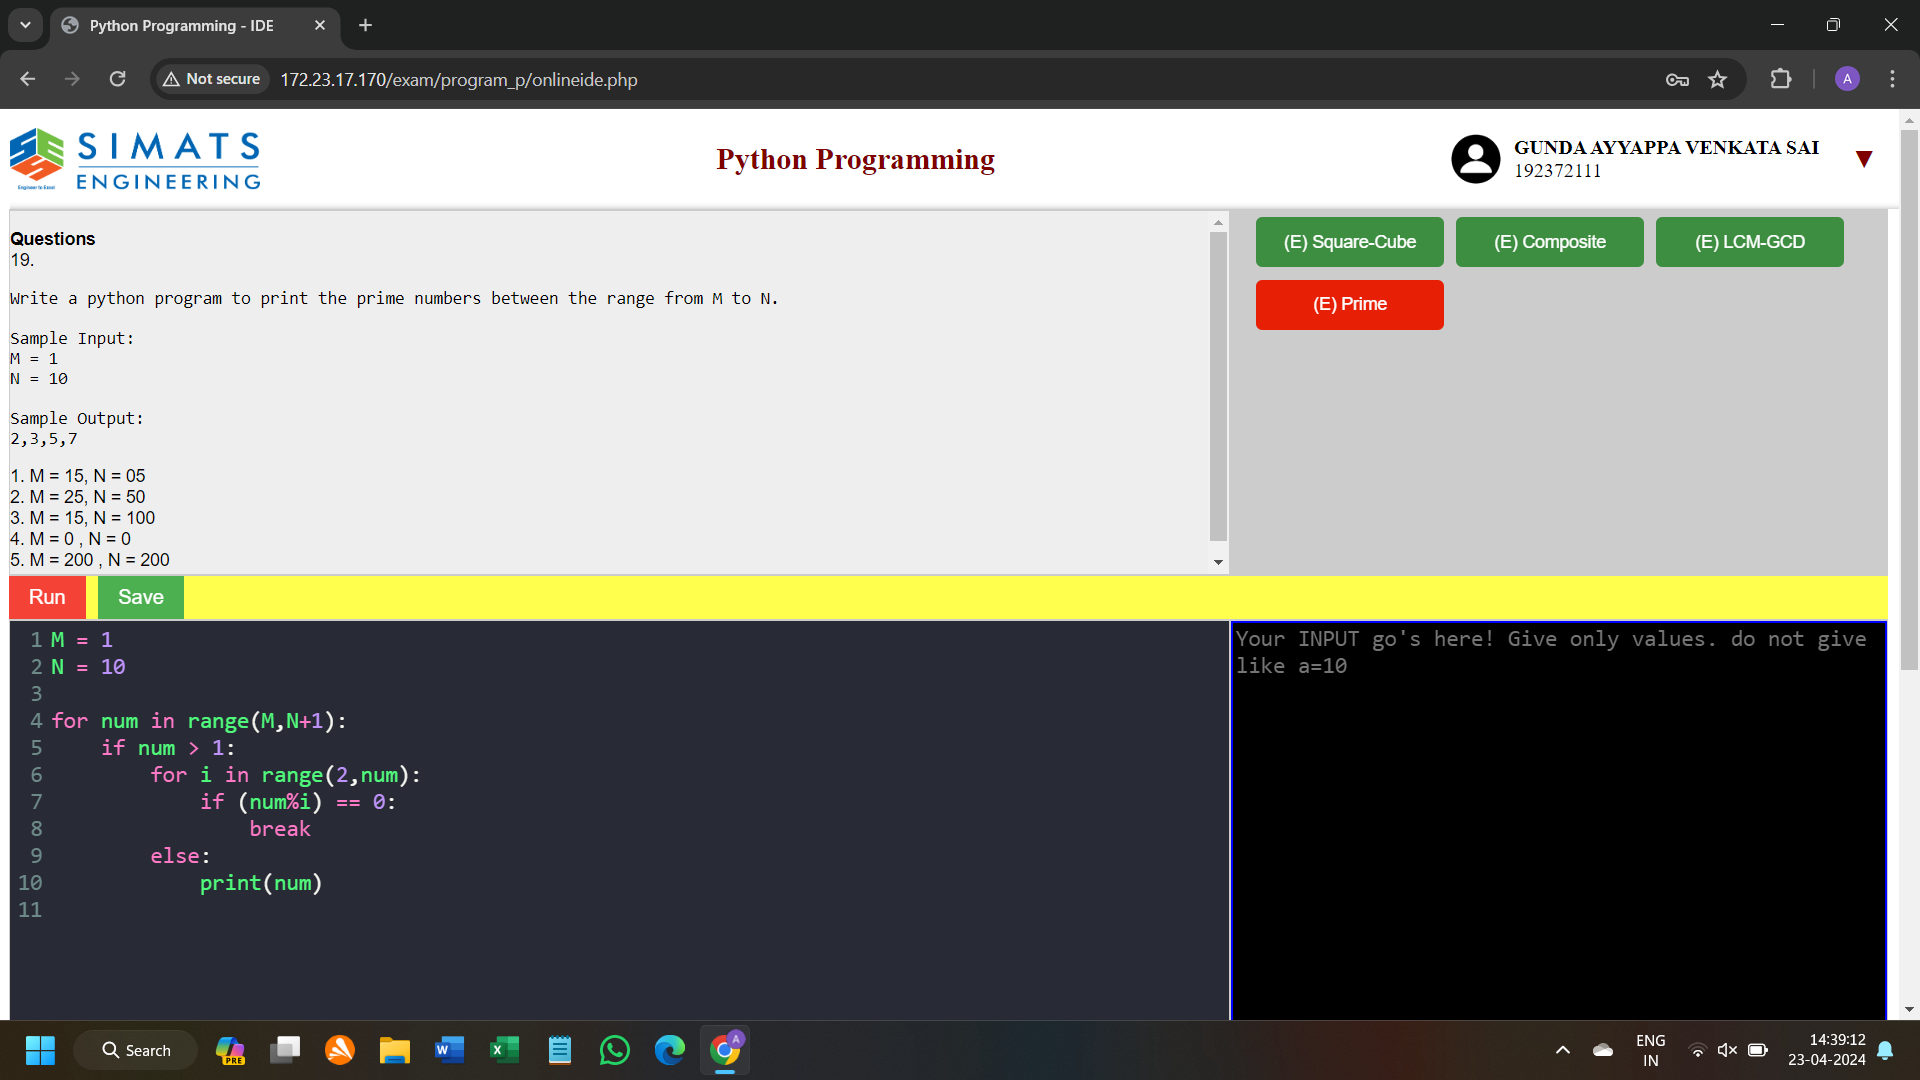 Python Programming - IDE
Not secure
172.23.17.170/exam/program_p/onlineide.php
A
SIMATS
ENGINEERING
Engineer to Excel
Python Programming
GUNDA AYYAPPA VENKATA SAI
192372111
Questions
19.
Write a python program to print the prime numbers between the range from M to N.
Sample Input:
M = 1
N = 10
Sample Output:
2,3,5,7
1. M = 15, N = 05
2. M = 25, N = 50
3. M = 15, N = 100
4. M = 0 , N = 0
5. M = 200 , N = 200
(E) Square-Cube
(E) Composite
(E) LCM-GCD
(E) Prime
Run
Save
1 M = 1
2 N = 10
3
4 for num in range(M,N+1):
5     if num > 1:
6         for i in range(2,num):
7             if (num%i) == 0:
8                 break
9         else:
10             print(num)
11
Your INPUT go's here! Give only values. do not give
like a=10
Search
PRE
A
ENG
IN
14:39:12
23-04-2024